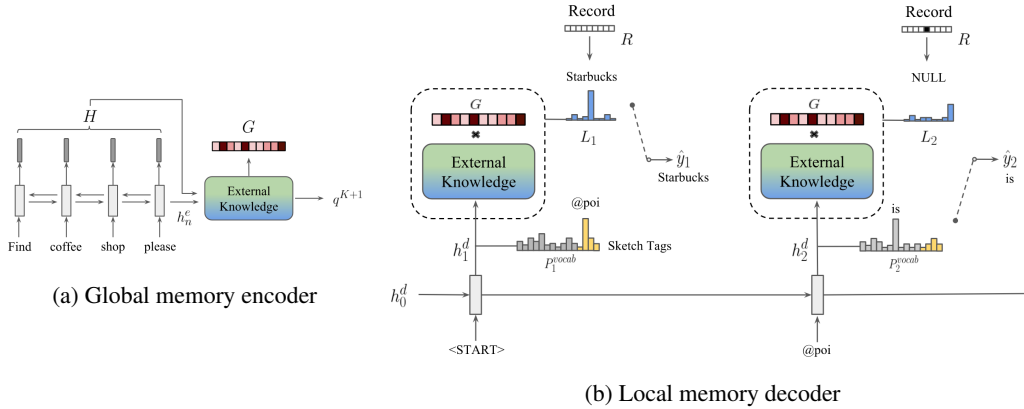 H
G
External
Knowledge
q^{K+1}
h_n^e
Find coffee shop please
(a) Global memory encoder
Record
R
Starbucks
G
✖
L_1
External
Knowledge
ŷ_1
Starbucks
@poi
h_1^d
Sketch Tags
P_1^{vocab}
h_0^d
<START>
Record
R
NULL
G
✖
L_2
External
Knowledge
ŷ_2
is
is
h_2^d
P_2^{vocab}
@poi
(b) Local memory decoder